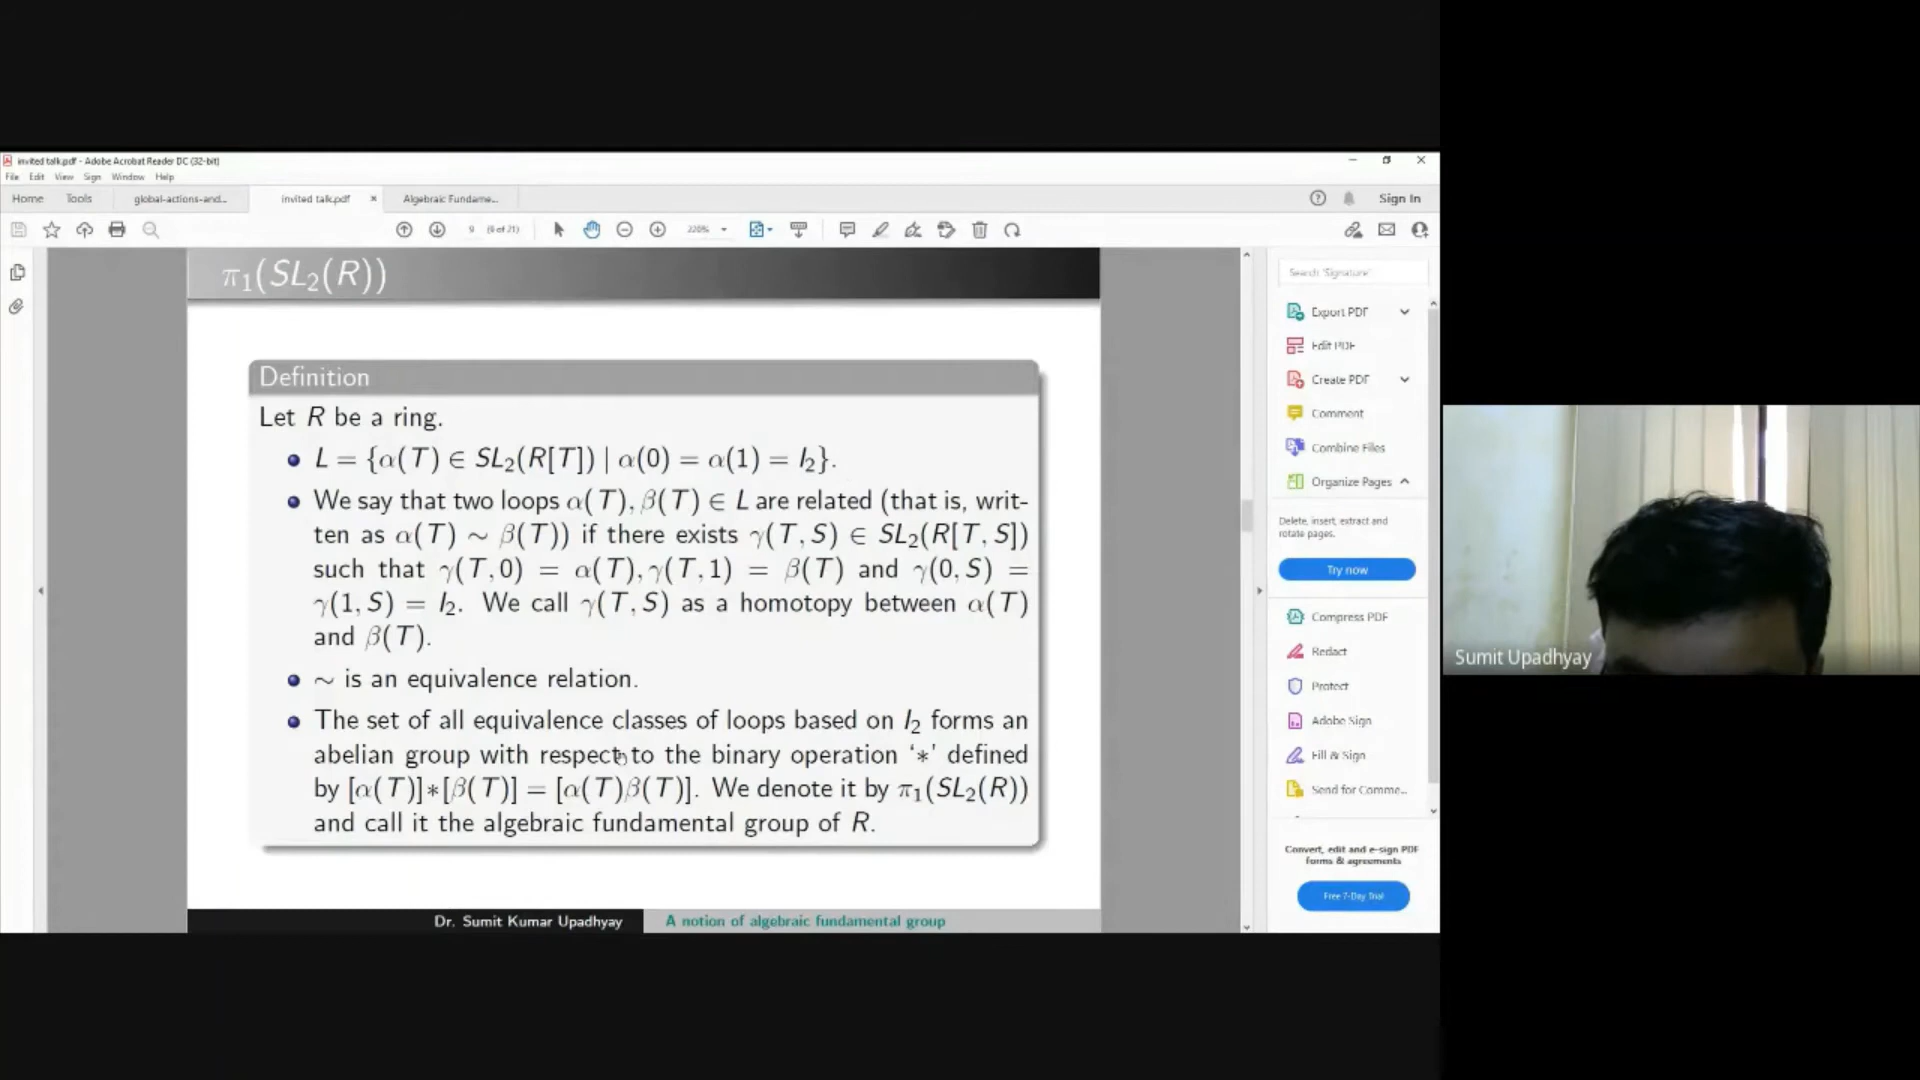 invited talk.pdf - Adobe Acrobat Reader DC (32-bit)
File Edit View Sign Window Help
Home Tools global-actions-and... invited talk.pdf × Algebraic Fundame... Sign In
9 (9 of 21) 220%
π₁(SL₂(R))
Definition
Let R be a ring.
L = {α(T) ∈ SL₂(R[T]) | α(0) = α(1) = I₂}.
We say that two loops α(T), β(T) ∈ L are related (that is, writ-
ten as α(T) ∼ β(T)) if there exists γ(T, S) ∈ SL₂(R[T, S])
such that γ(T, 0) = α(T), γ(T, 1) = β(T) and γ(0, S) =
γ(1, S) = I₂. We call γ(T, S) as a homotopy between α(T)
and β(T).
∼ is an equivalence relation.
The set of all equivalence classes of loops based on I₂ forms an
abelian group with respect to the binary operation ‘∗’ defined
by [α(T)]∗[β(T)] = [α(T)β(T)]. We denote it by π₁(SL₂(R))
and call it the algebraic fundamental group of R.
Dr. Sumit Kumar Upadhyay A notion of algebraic fundamental group
Search 'Signature'
Export PDF
Edit PDF
Create PDF
Comment
Combine Files
Organize Pages
Delete, insert, extract and
rotate pages.
Try now
Compress PDF
Redact
Protect
Adobe Sign
Fill & Sign
Send for Comme...
Convert, edit and e-sign PDF
forms & agreements
Free 7-Day Trial
Sumit Upadhyay